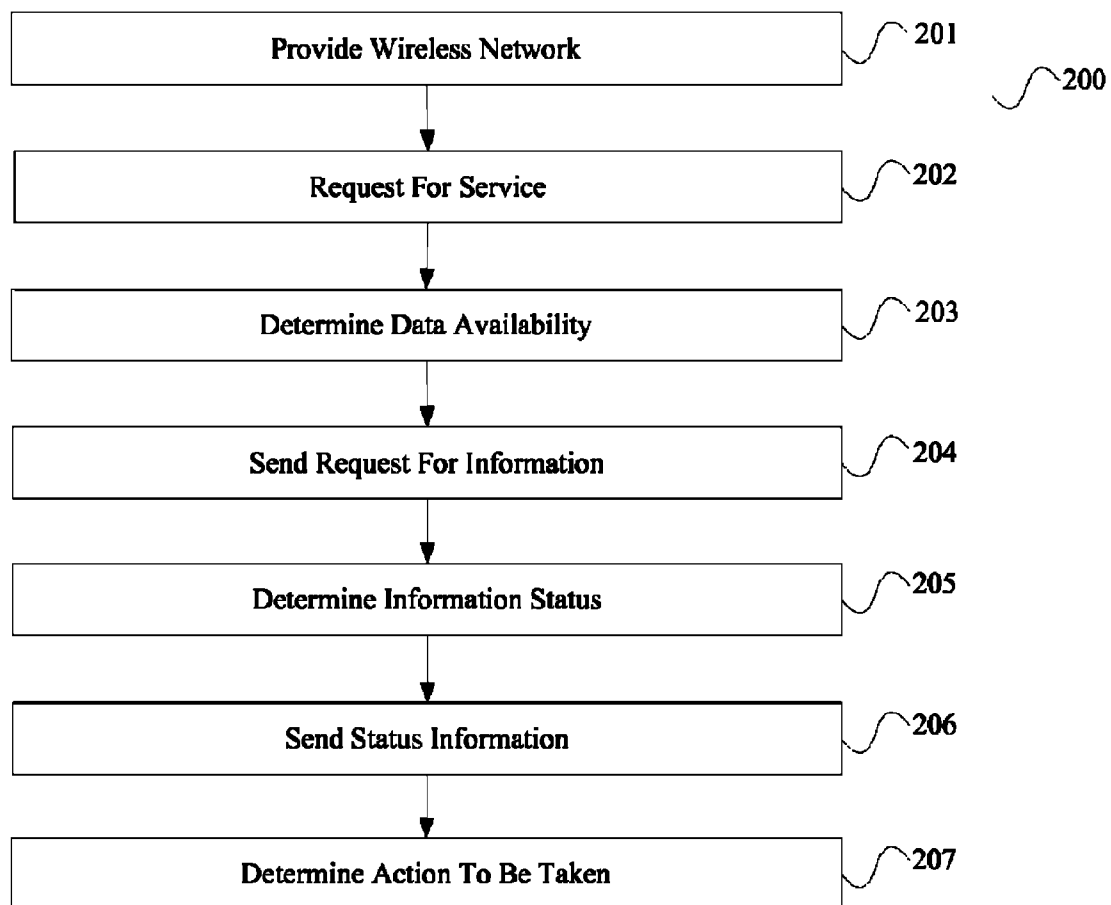 Provide Wireless Network
201
200
Request For Service
202
Determine Data Availability
203
Send Request For Information
204
Determine Information Status
205
Send Status Information
206
Determine Action To Be Taken
207